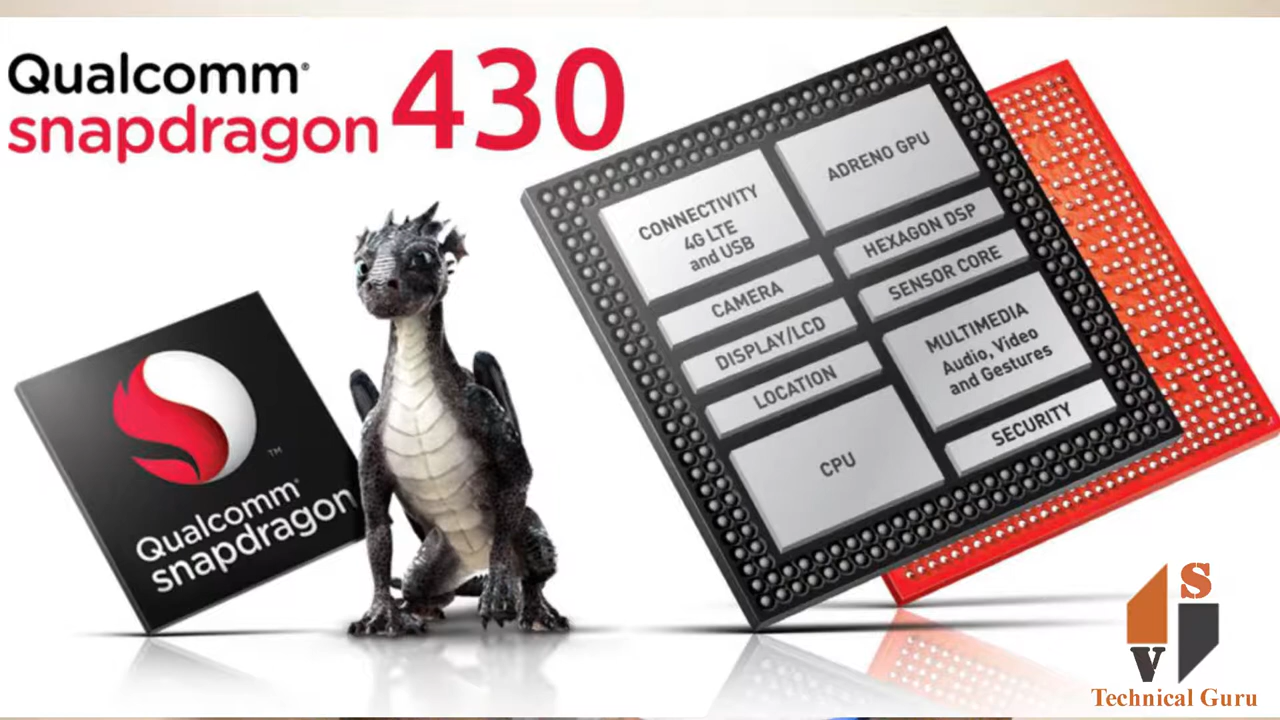 Qualcomm®
snapdragon 430
CONNECTIVITY
4G LTE
and USB
CAMERA
DISPLAY/LCD
LOCATION
CPU
ADRENO GPU
HEXAGON DSP
SENSOR CORE
MULTIMEDIA
Audio, Video
and Gestures
SECURITY
TM
Qualcomm®
snapdragon
S
V
Technical Guru